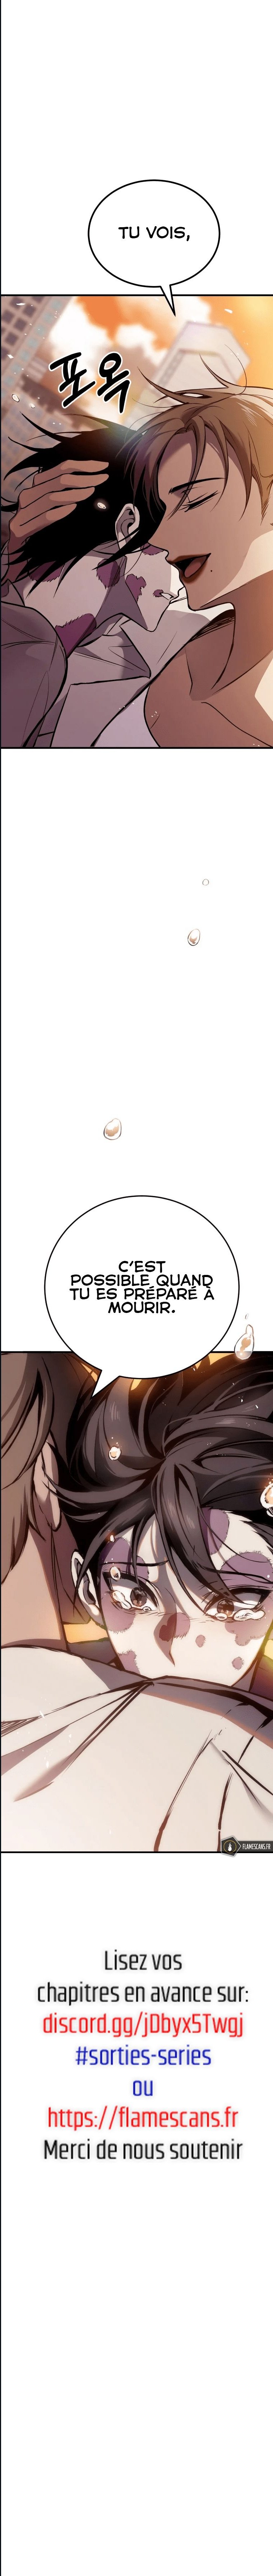 TU VOIS,
포옥
C'EST
POSSIBLE QUAND
TU ES PRÉPARÉ À
MOURIR.
FLAMESCANS.FR
Lisez vos
chapitres en avance sur:
discord.gg/jDbyx5Twgj
#sorties-series
ou
https://flamescans.fr
Merci de nous soutenir